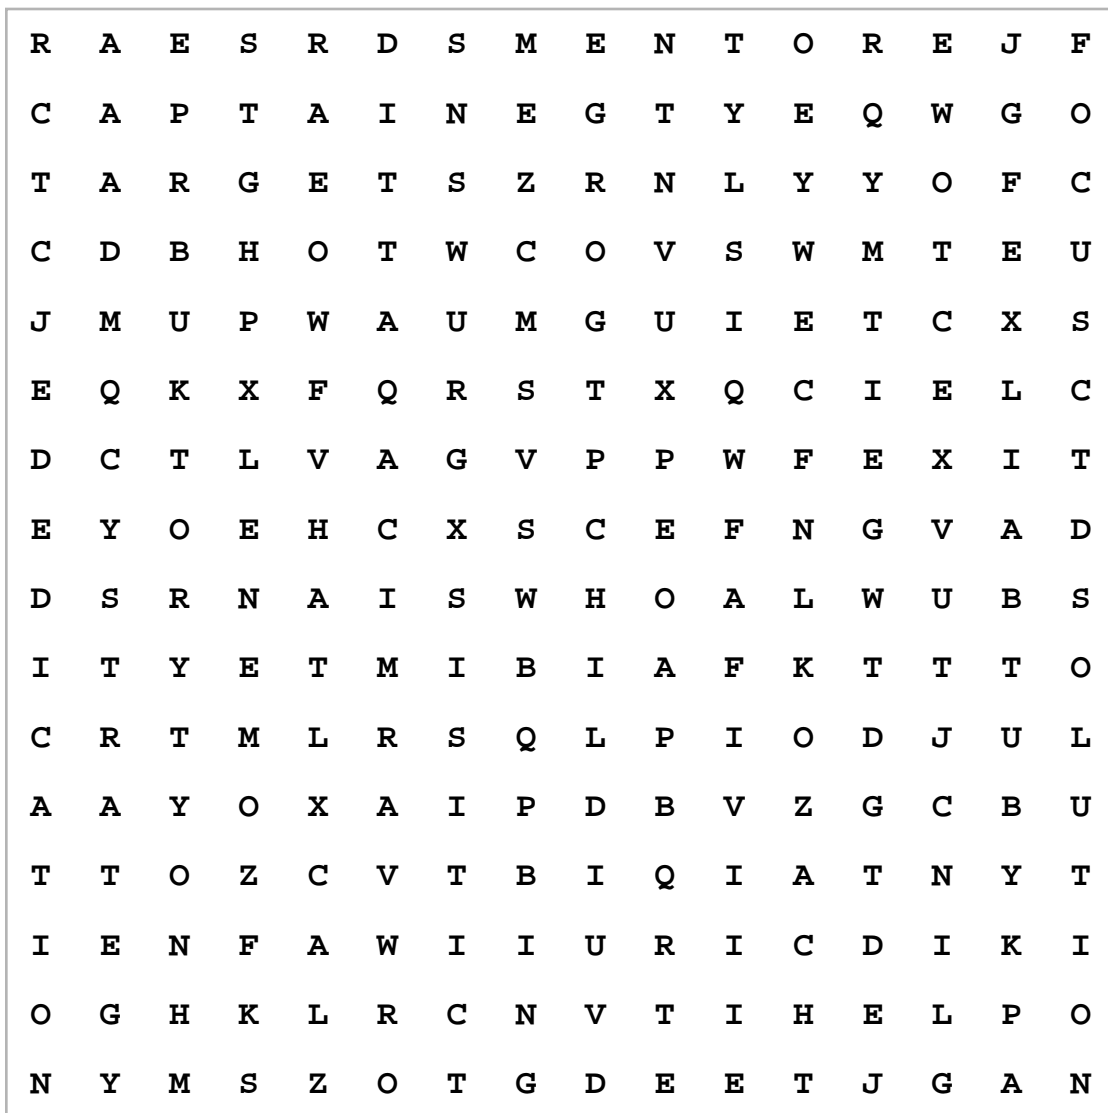 R A E S R D S M E N T O R E J F
C A P T A I N E G T Y E Q W G O
T A R G E T S Z R N L Y Y O F C
C D B H O T W C O V S W M T E U
J M U P W A U M G U I E T C X S
E Q K X F Q R S T X Q C I E L C
D C T L V A G V P P W F E X I T
E Y O E H C X S C E F N G V A D
D S R N A I S W H O A L W U B S
I T Y E T M I B I A F K T T T O
C R T M L R S Q L P I O D J U L
A A Y O X A I P D B V Z G C B U
T T O Z C V T B I Q I A T N Y T
I E N F A W I I U R I C D I K I
O G H K L R C N V T I H E L P O
N Y M S Z O T G D E E T J G A N